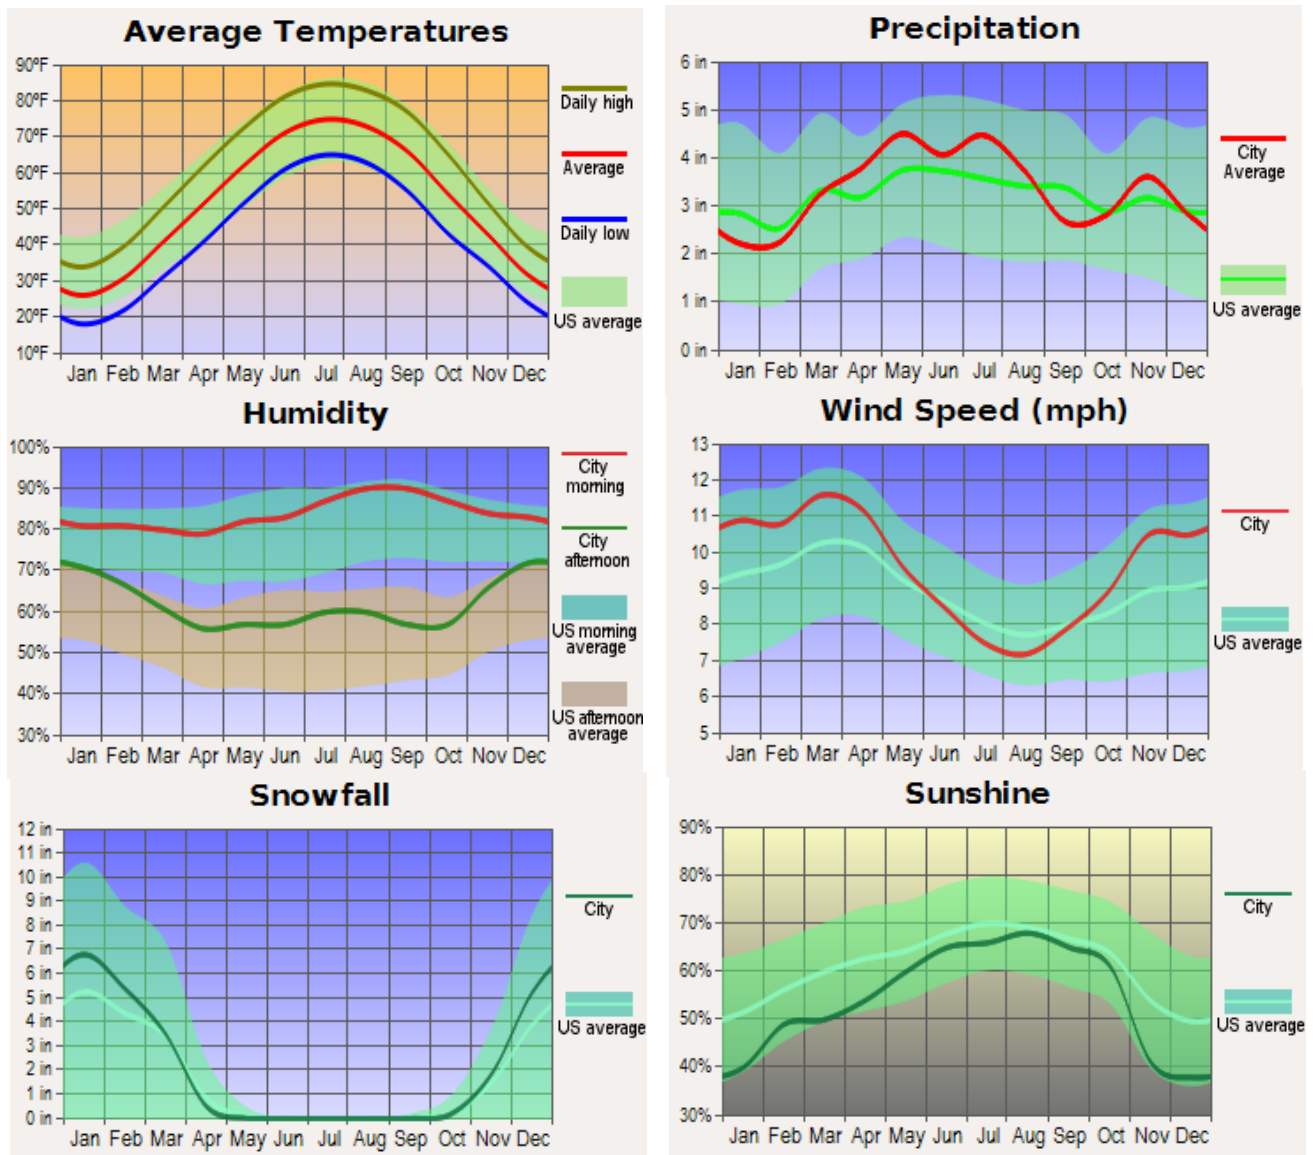 Average Temperatures
90ºF
80ºF
70ºF
60ºF
50ºF
40ºF
30ºF
20ºF
10ºF
Jan Feb Mar Apr May Jun Jul Aug Sep Oct Nov Dec
Daily high
Average
Daily low
US average
Precipitation
6 in
5 in
4 in
3 in
2 in
1 in
0 in
Jan Feb Mar Apr May Jun Jul Aug Sep Oct Nov Dec
City
Average
US average
Humidity
100%
90%
80%
70%
60%
50%
40%
30%
Jan Feb Mar Apr May Jun Jul Aug Sep Oct Nov Dec
City
morning
City
afternoon
US morning
average
US afternoon
average
Wind Speed (mph)
13
12
11
10
9
8
7
6
5
Jan Feb Mar Apr May Jun Jul Aug Sep Oct Nov Dec
City
US average
Snowfall
12 in
11 in
10 in
9 in
8 in
7 in
6 in
5 in
4 in
3 in
2 in
1 in
0 in
Jan Feb Mar Apr May Jun Jul Aug Sep Oct Nov Dec
City
US average
Sunshine
90%
80%
70%
60%
50%
40%
30%
Jan Feb Mar Apr May Jun Jul Aug Sep Oct Nov Dec
City
US average